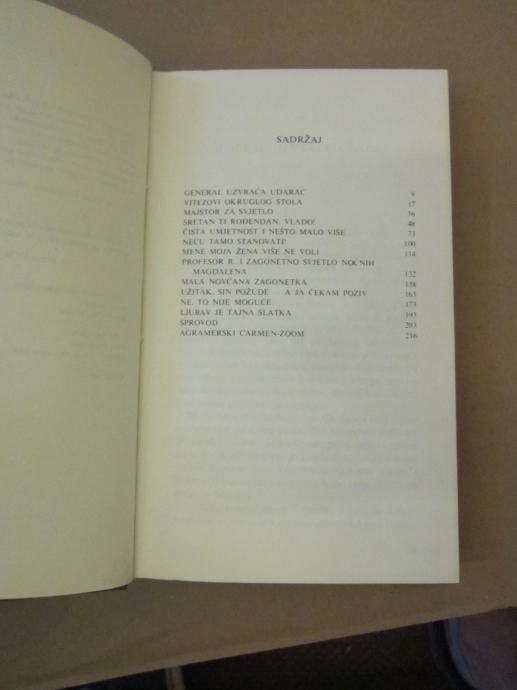 SADRŽAJ
GENERAL UZVRAĆA UDARAC 9
VITEZOVI OKRUGLOG STOLA 17
MAJSTOR ZA SVJETLO 36
SRETAN TI ROĐENDAN, VLADO! 48
ČISTA UMJETNOST I NEŠTO MALO VIŠE 73
NEĆU TAMO STANOVATI! 100
MENE MOJA ŽENA VIŠE NE VOLI 114
PROFESOR R. I ZAGONETNO SVJETLO NOĆNIH
MAGDALENA 132
MALA NOVČANA ZAGONETKA 158
UŽITAK, SIN POŽUDE — A JA ČEKAM POZIV 163
NE, TO NIJE MOGUĆE 173
LJUBAV JE TAJNA SLATKA 193
SPROVOD 203
AGRAMERSKI CARMEN-ZOOM 216